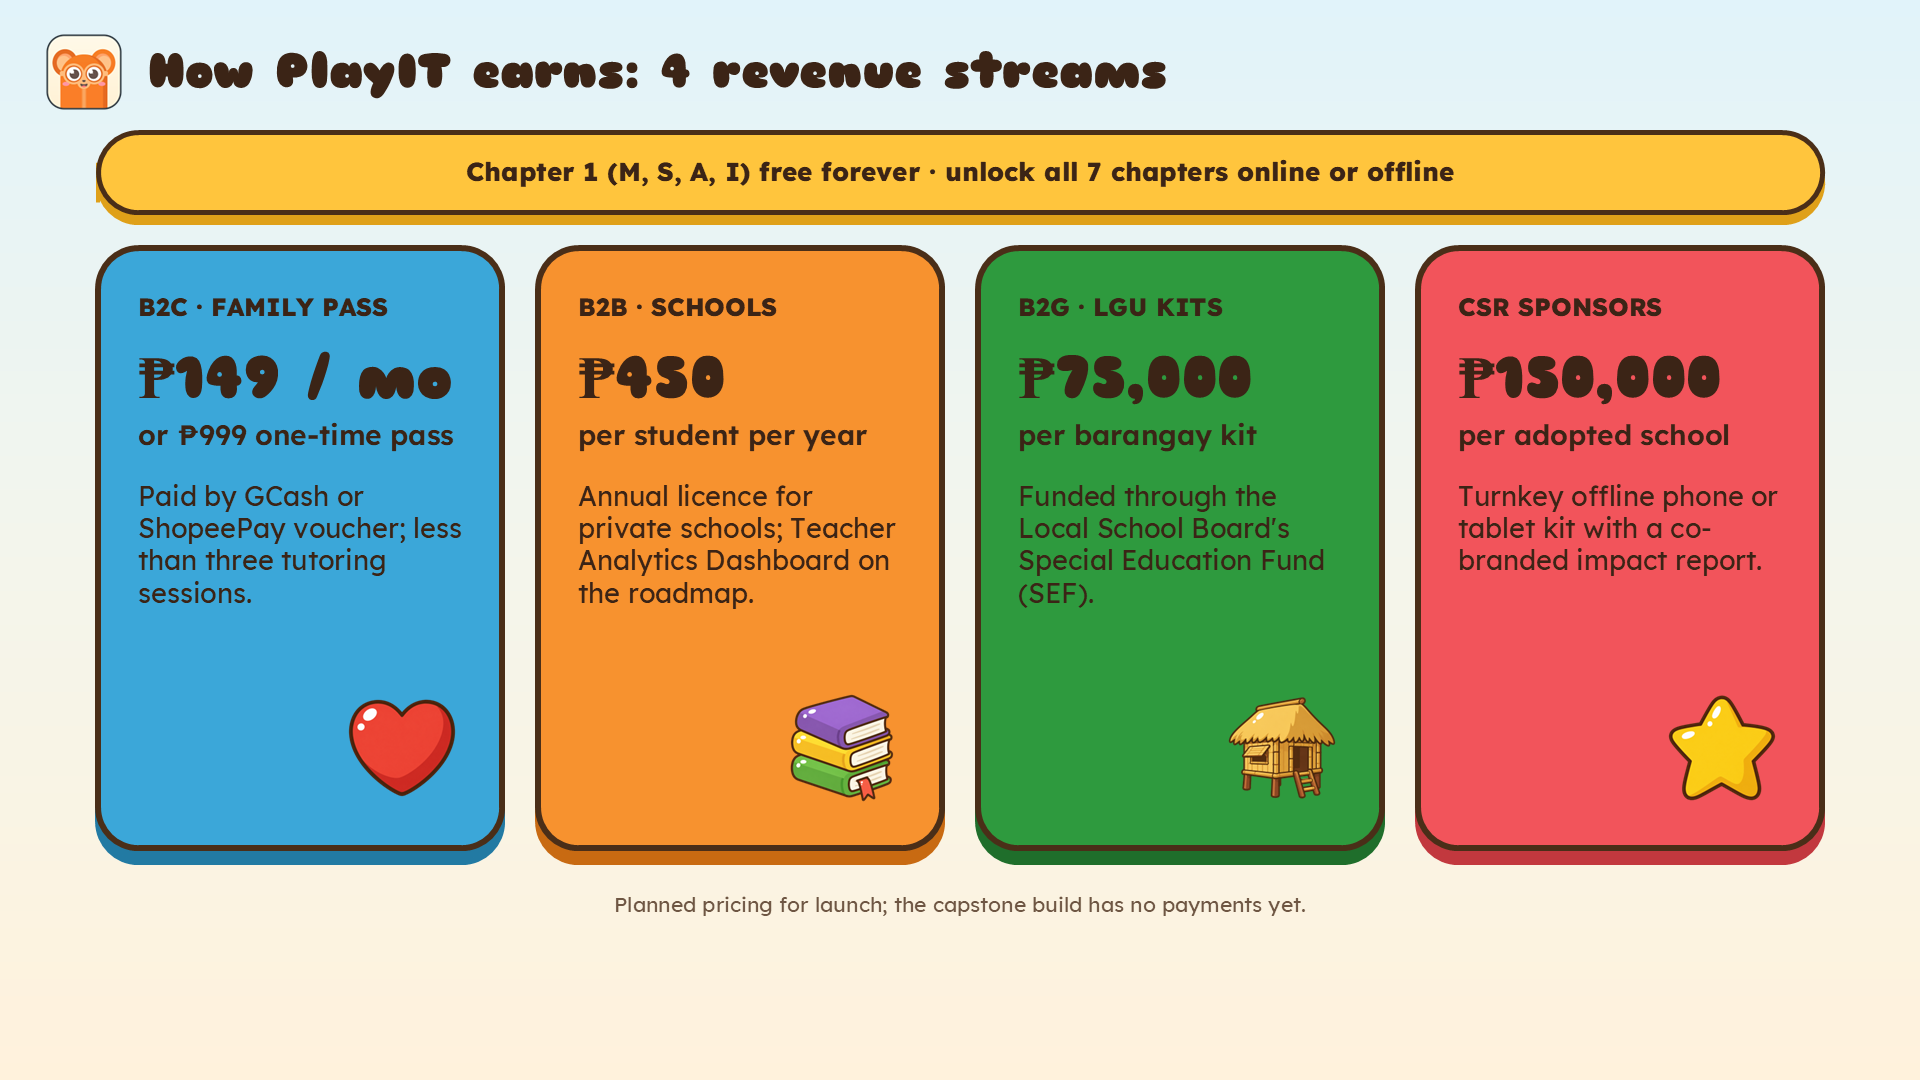 How PlayIT earns: 4 revenue streams
Chapter 1 (M, S, A, I) free forever · unlock all 7 chapters online or offline
B2C · FAMILY PASS
₱149 / mo
or ₱999 one-time pass
Paid by GCash or
ShopeePay voucher; less
than three tutoring
sessions.
B2B · SCHOOLS
₱450
per student per year
Annual licence for
private schools; Teacher
Analytics Dashboard on
the roadmap.
B2G · LGU KITS
₱75,000
per barangay kit
Funded through the
Local School Board's
Special Education Fund
(SEF).
CSR SPONSORS
₱150,000
per adopted school
Turnkey offline phone or
tablet kit with a co-
branded impact report.
Planned pricing for launch; the capstone build has no payments yet.